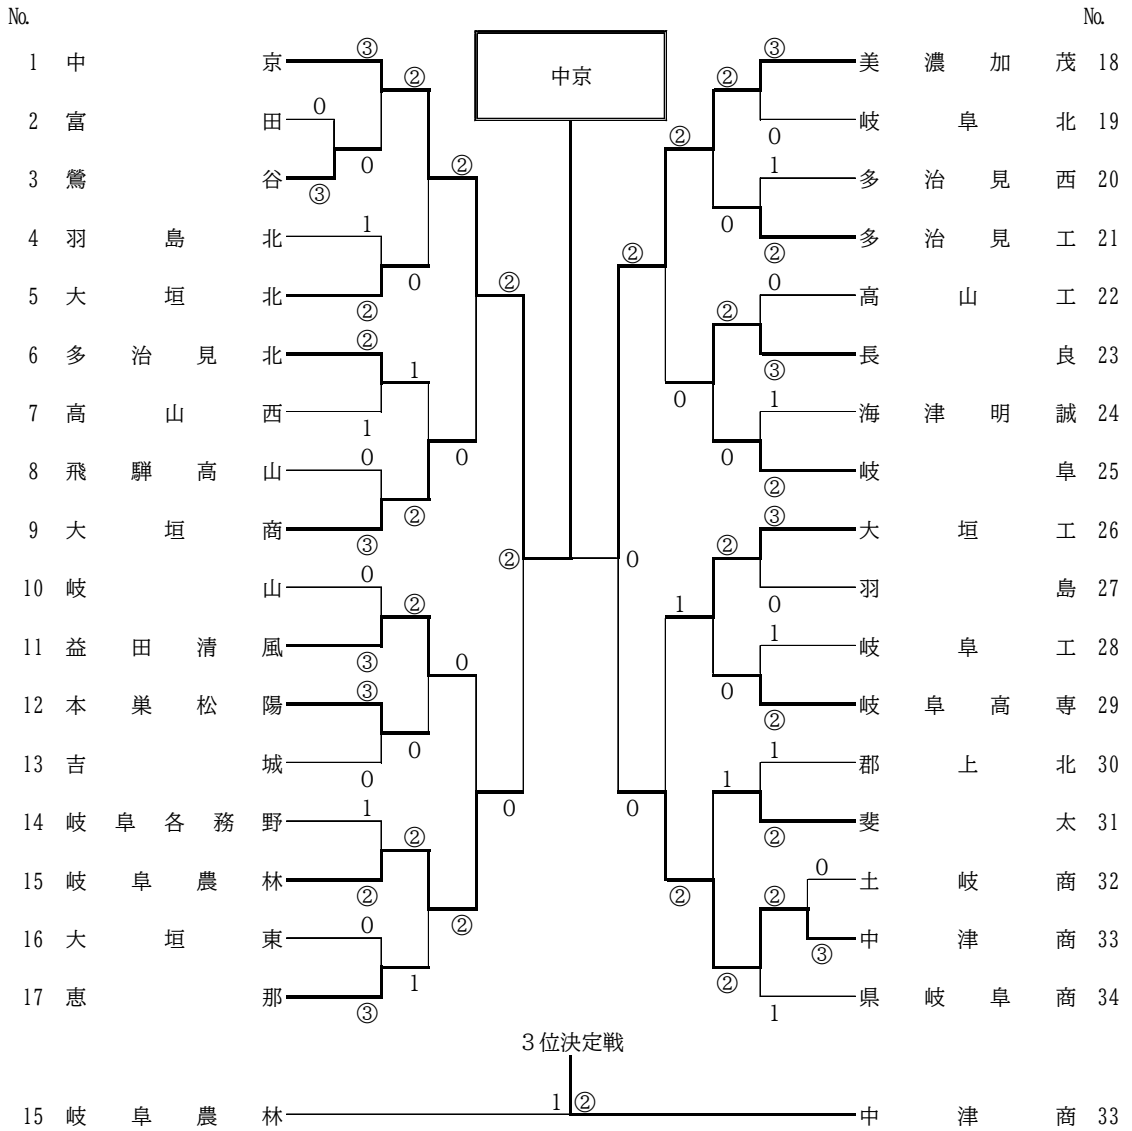 No. No.
③ ③
1 中京 ② 中京 ② 美濃加茂 18
0
2 富田 岐阜北 19
0 ② ② 0 1
3 鶯谷 多治見西 20
③
1 0
4 羽島北 多治見工 21
② ②
0 ② 0
5 大垣北 高山工 22
② ②
② 
6 多治見北 長良 23
1 ③
0 1
7 高山西 海津明誠 24
1
0 0 0
8 飛騨高山 岐阜 25
②
② ③
9 大垣商 大垣工 26
③ ②
② 0
0
10 岐山 羽島 27
② 1 0
1
11 益田清風 岐阜工 28
③ 0
③ 0
12 本巣松陽 岐阜高専 29
②
0 1
13 吉城 郡上北 30
0 1
1 0 0
14 岐阜各務野 斐太 31
② ②
0
15 岐阜農林 土岐商 32
② ② ②
0 ②
16 大垣東 中津商 33
③
1 ②
17 恵那 県岐阜商 34
③ 1
３位決定戦
1 ②
15 岐阜農林 中津商 33